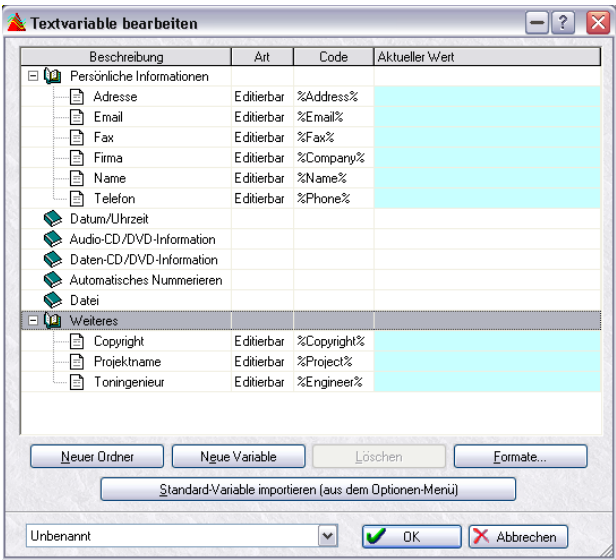 Textvariable bearbeiten
Beschreibung Art Code Aktueller Wert
Persönliche Informationen
Adresse Editierbar %Address%
Email Editierbar %Email%
Fax Editierbar %Fax%
Firma Editierbar %Company%
Name Editierbar %Name%
Telefon Editierbar %Phone%
Datum/Uhrzeit
Audio-CD/DVD-Information
Daten-CD/DVD-Information
Automatisches Nummerieren
Datei
Weiteres
Copyright Editierbar %Copyright%
Projektname Editierbar %Project%
Toningenieur Editierbar %Engineer%
Neuer Ordner Neue Variable Löschen Formate...
Standard-Variable importieren (aus dem Optionen-Menü)
Unbenannt OK Abbrechen